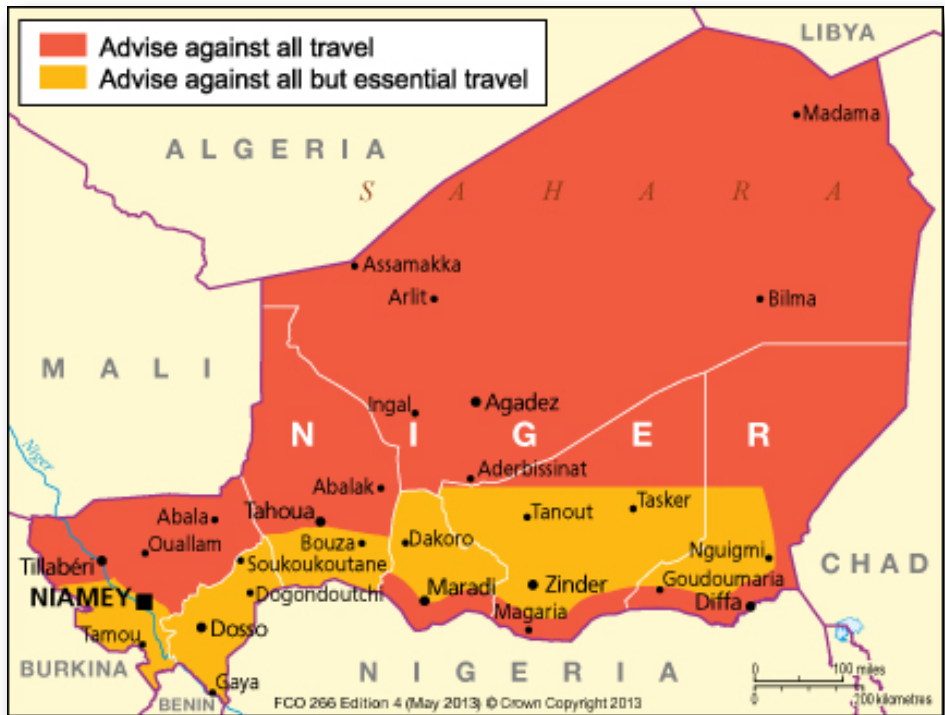 Advise against all travel
Advise against all but essential travel
LIBYA
Madama
ALGERIA
SAHARA
Assamakka
Arlit
Bilma
MALI
Ingal
Agadez
NIGER
Niger
Aderbissinat
Abalak
Tahoua
Abala
Tanout
Tasker
Ouallam
Bouza
Dakoro
Nguigmi
Tillabéri
Soukoukoutane
CHAD
Goudoumaria
Zinder
Maradi
NIAMEY
Dogondoutchi
Diffa
Magaria
Tamou
Dosso
BURKINA
NIGERIA
Gaya
BENIN
0 100 miles
0 200 kilometres
FCO 266 Edition 4 (May 2013) © Crown Copyright 2013